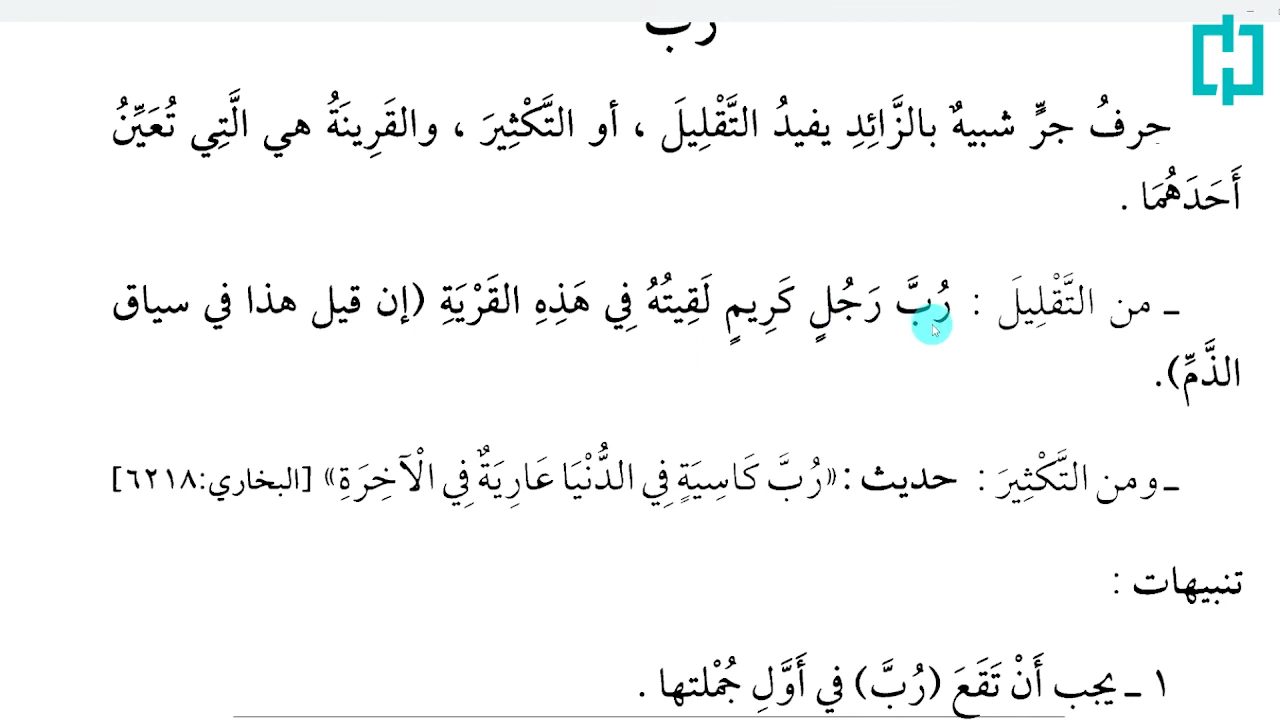 رب
حرفُ جرٍّ شبيهٌ بالزَّائِدِ يفيدُ التَّقْلِيلَ ، أو التَّكْثِيرَ ، والقَرِينَةُ هي الَّتِي تُعَيِّنُ
أَحَدَهُمَا .
ـ من التَّقْلِيلَ : رُبَّ رَجُلٍ كَرِيمٍ لَقِيتُهُ فِي هَذِهِ القَرْيَةِ (إن قيل هذا في سياق
الذَّمِّ).
ـ ومن التَّكْثِيرَ : حديث : «رُبَّ كَاسِيَةٍ فِي الدُّنْيَا عَارِيَةٌ فِي الْآخِرَةِ» [البخاري:٦٢١٨]
تنبيهات :
١ ـ يجب أَنْ تَقَعَ (رُبَّ) في أَوَّلِ جُمْلتها .